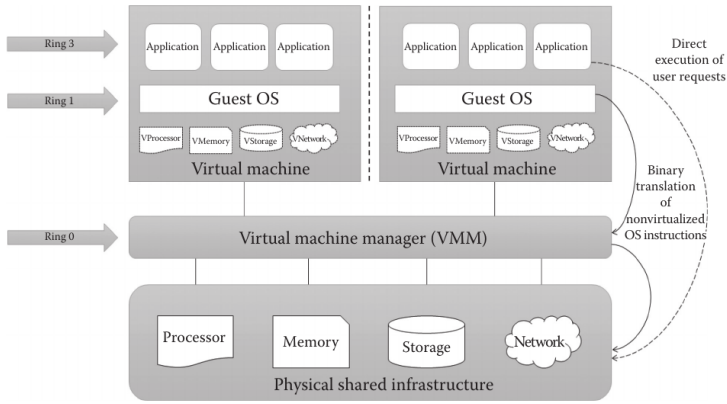 Ring 3
Application
Application
Application
Application
Application
Application
Direct
execution of
user requests
Ring 1
Guest OS
Guest OS
VProcessor
VMemory
VStorage
VNetwork
VProcessor
VMemory
VStorage
VNetwork
Virtual machine
Virtual machine
Binary
translation
of
nonvirtualized
OS instructions
Ring 0
Virtual machine manager (VMM)
Processor
Memory
Storage
Network
Physical shared infrastructure